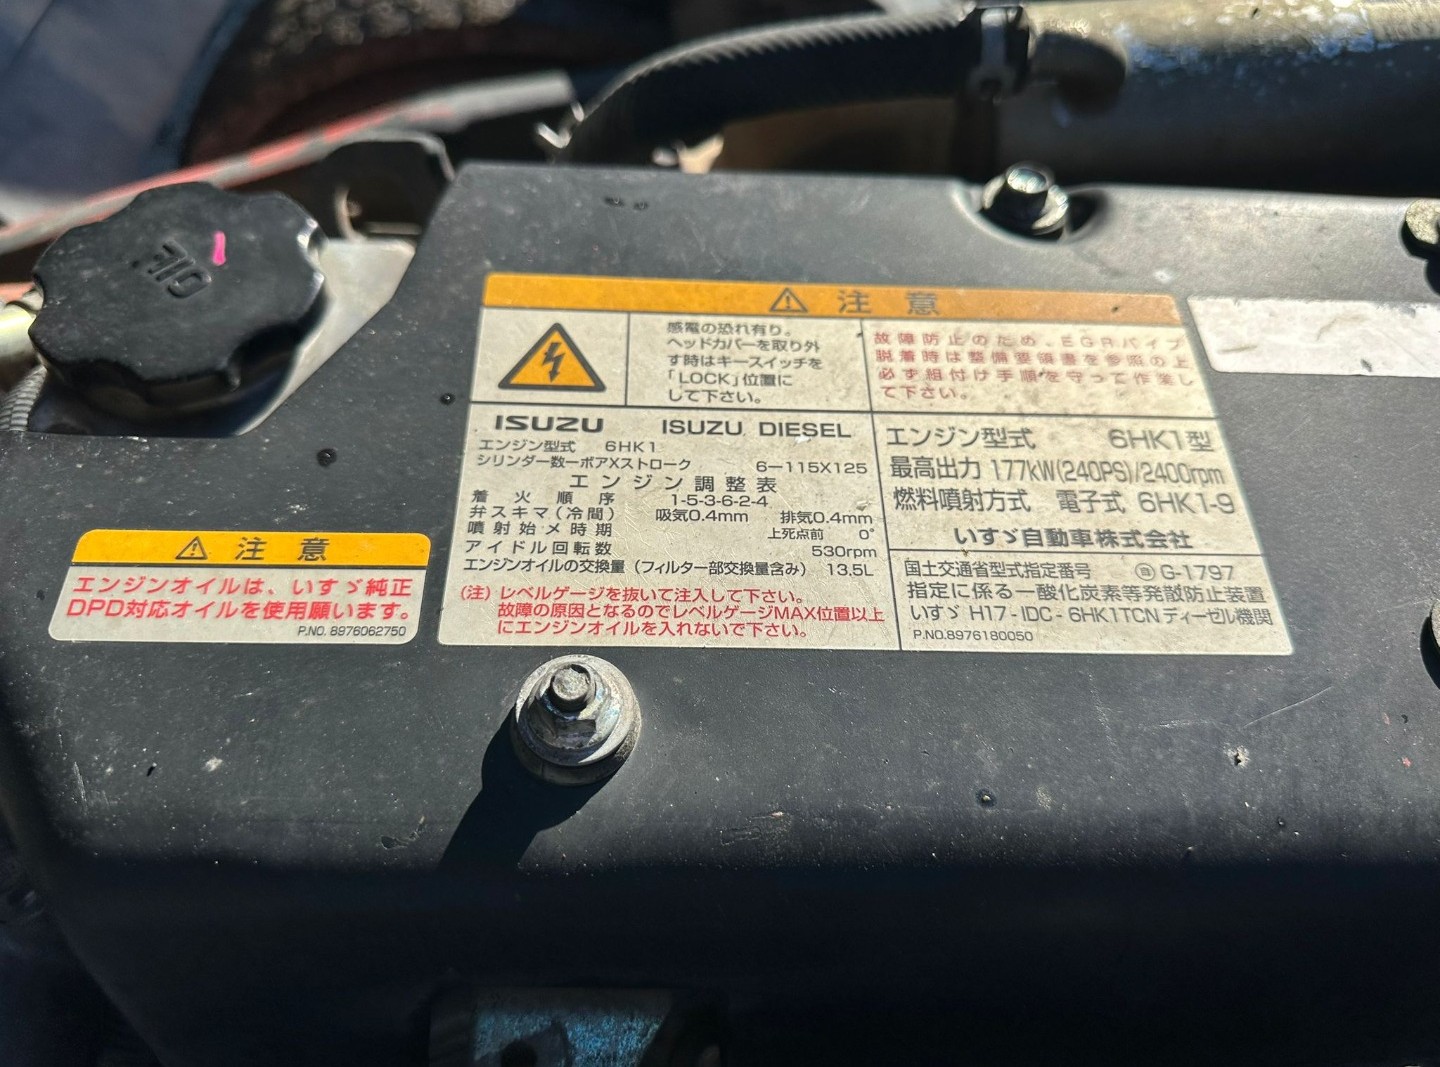 OIL
注意
感電の恐れ有り。
ヘッドカバーを取り外
す時はキースイッチを
「LOCK」位置に
して下さい。
故障防止のため、EGRパイプ
脱着時は整備要領書を参照の上
必ず組付け手順を守って作業し
て下さい。
ISUZU ISUZU DIESEL
エンジン型式 6HK1
シリンダー数ーボアXストローク 6-115X125
エンジン調整表
着火順序 1-5-3-6-2-4
弁スキマ(冷間) 吸気0.4mm 排気0.4mm
噴射始メ時期 上死点前 0°
アイドル回転数 530rpm
エンジンオイルの交換量(フィルター部交換量含み) 13.5L
(注) レベルゲージを抜いて注入して下さい。
故障の原因となるのでレベルゲージMAX位置以上
にエンジンオイルを入れないで下さい。
エンジン型式 6HK1型
最高出力 177kW(240PS)/2400rpm
燃料噴射方式 電子式 6HK1-9
いすゞ自動車株式会社
国土交通省型式指定番号 G-1797
指定に係る一酸化炭素等発散防止装置
いすゞ H17-IDC-6HK1TCNディーゼル機関
P.NO.8976180050
注意
エンジンオイルは、いすゞ純正
DPD対応オイルを使用願います。
P.NO. 8976062750